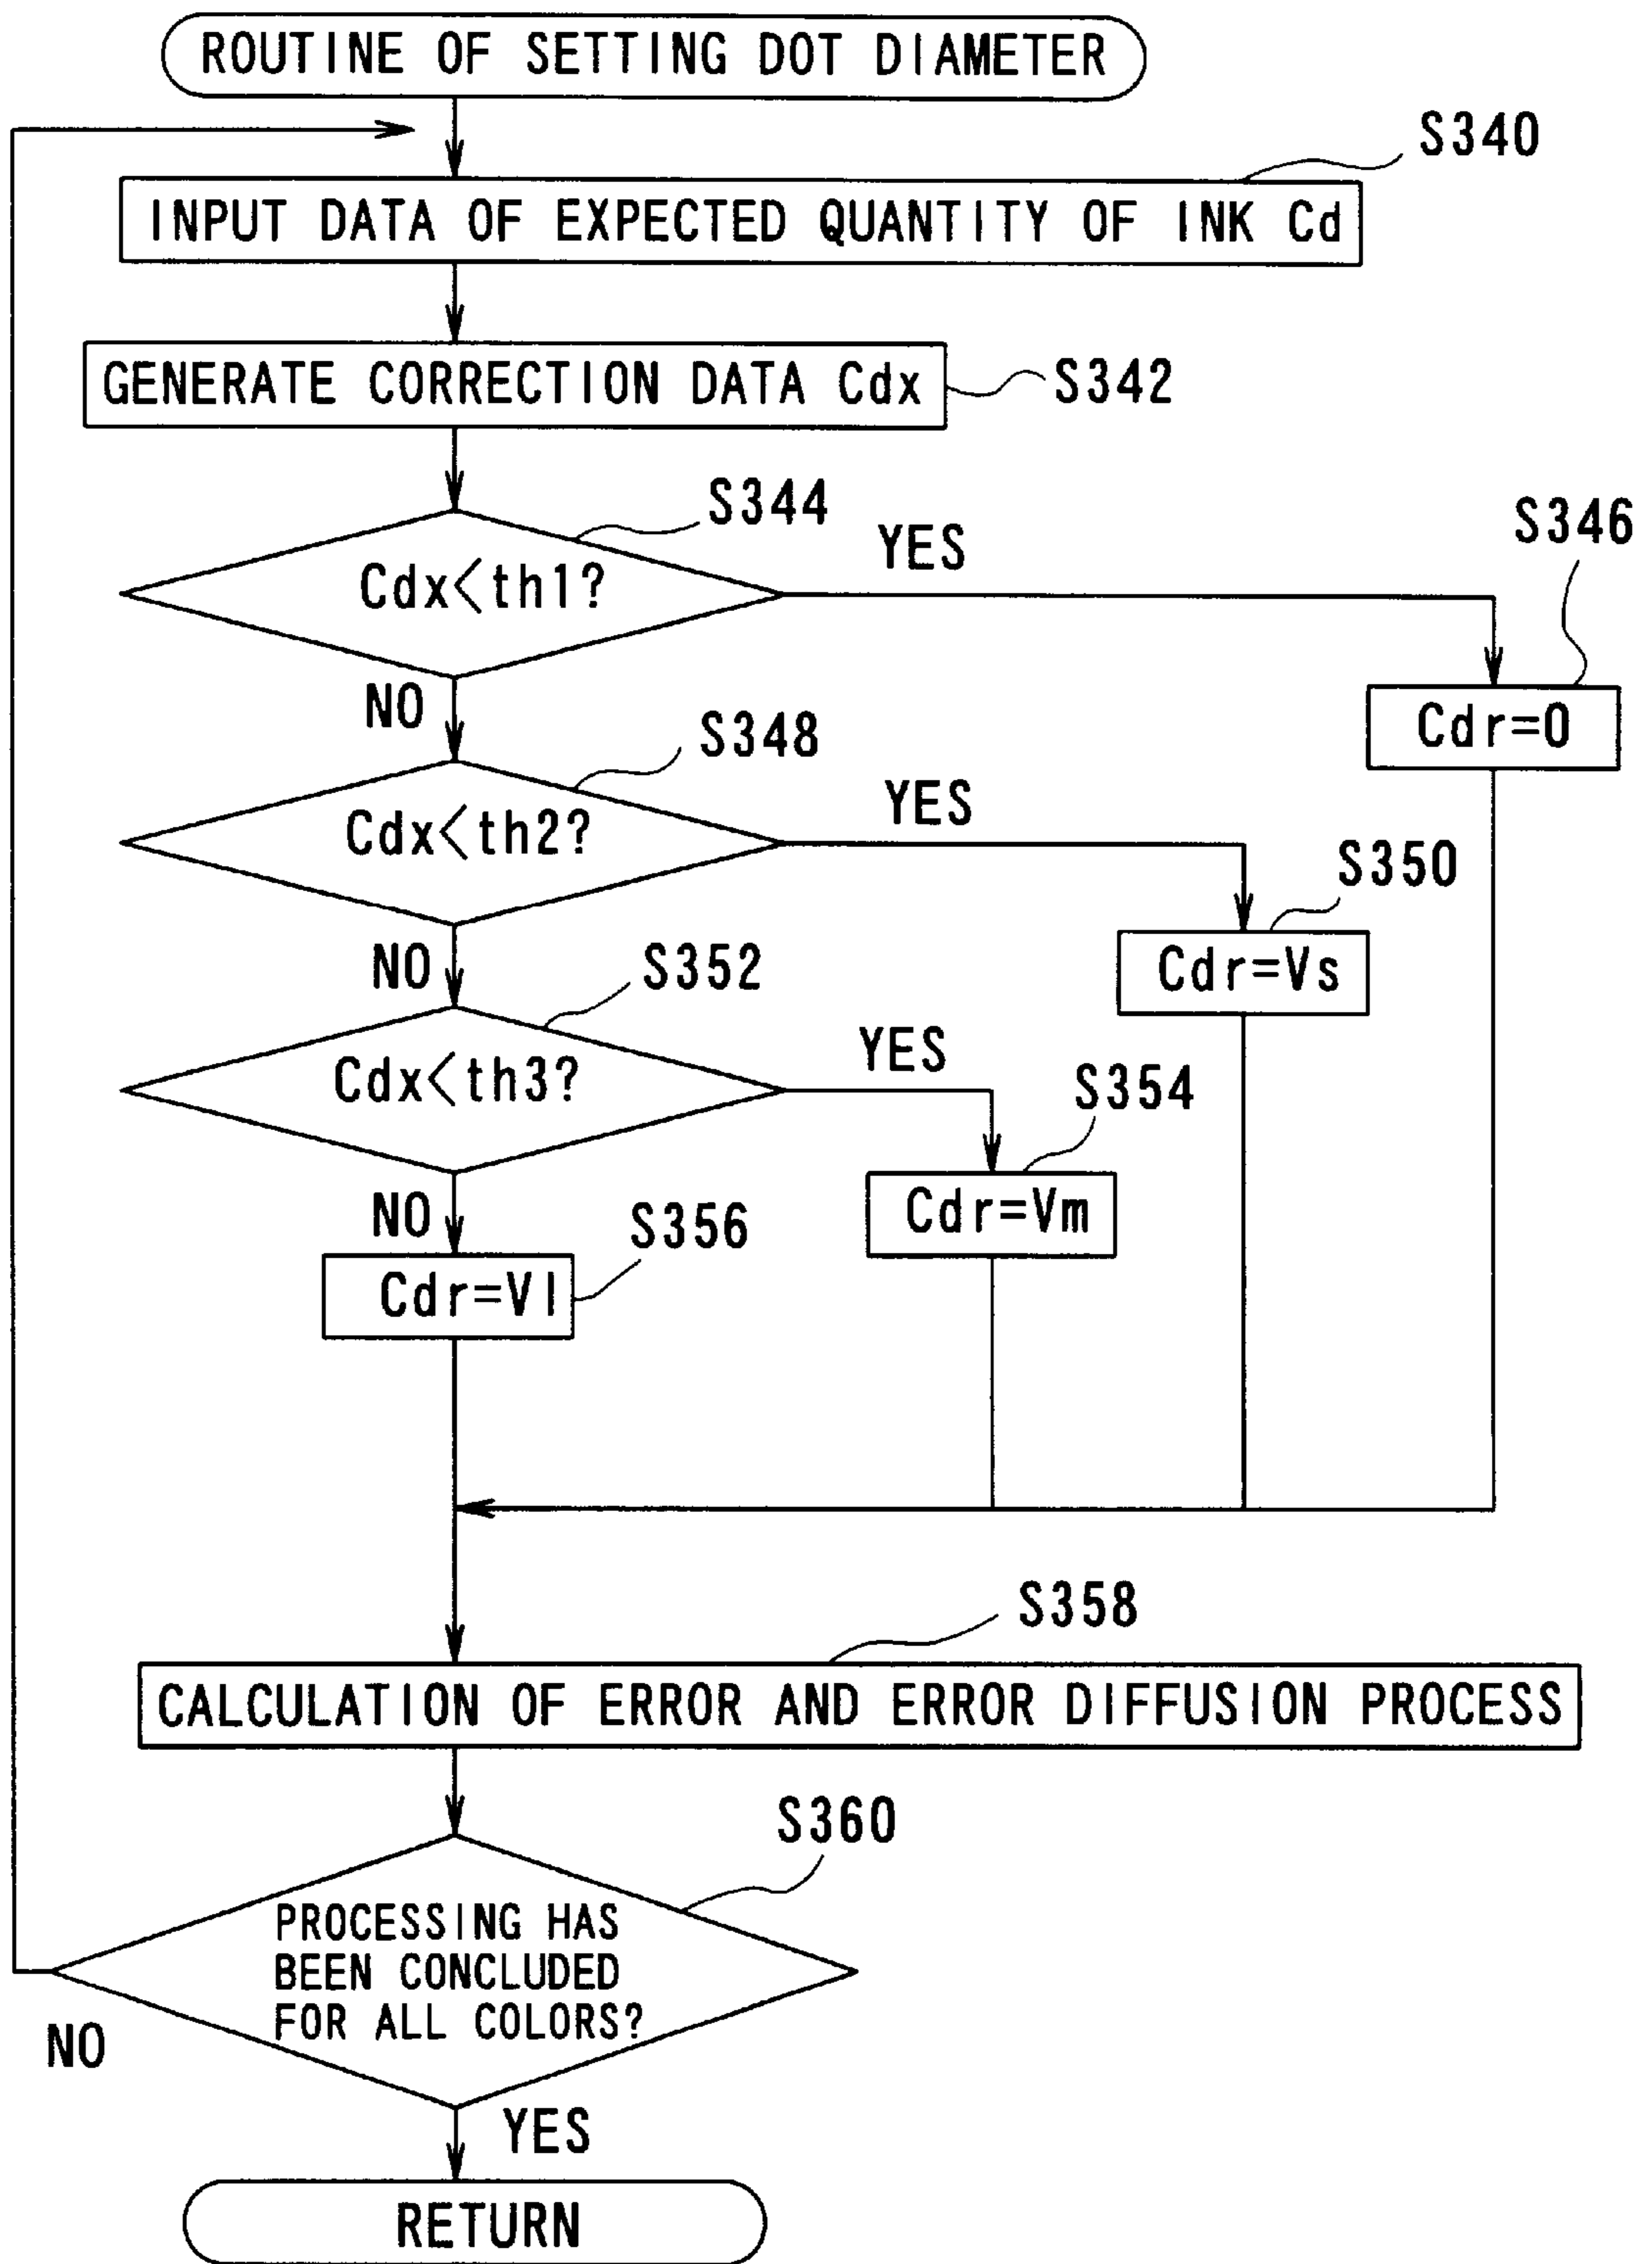 ROUTINE OF SETTING DOT DIAMETER
S340
INPUT DATA OF EXPECTED QUANTITY OF INK Cd
GENERATE CORRECTION DATA Cdx
S342
S344
Cdx<th1?
YES
S346
Cdr=0
NO
S348
Cdx<th2?
YES
S350
Cdr=Vs
NO
S352
Cdx<th3?
YES
S354
Cdr=Vm
NO
S356
Cdr=Vl
S358
CALCULATION OF ERROR AND ERROR DIFFUSION PROCESS
S360
PROCESSING HAS
BEEN CONCLUDED
FOR ALL COLORS?
NO
YES
RETURN